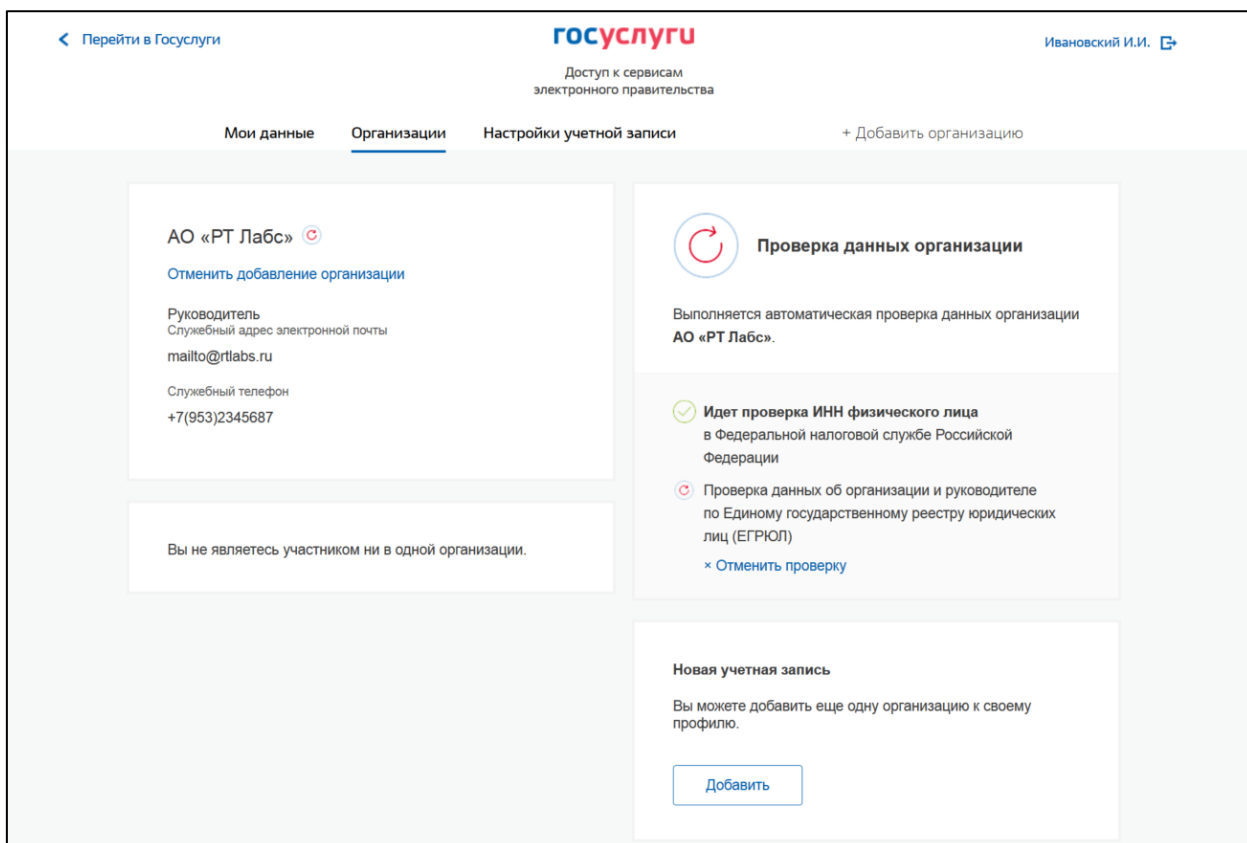 Перейти в Госуслуги
госуслуги
Ивановский И.И.
Доступ к сервисам
электронного правительства
Мои данные
Организации
Настройки учетной записи
+ Добавить организацию
АО «РТ Лабс»
Отменить добавление организации
Руководитель
Служебный адрес электронной почты
mailto@rtlabs.ru
Служебный телефон
+7(953)2345687
Вы не являетесь участником ни в одной организации.
Проверка данных организации
Выполняется автоматическая проверка данных организации
АО «РТ Лабс».
Идет проверка ИНН физического лица
в Федеральной налоговой службе Российской
Федерации
Проверка данных об организации и руководителе
по Единому государственному реестру юридических
лиц (ЕГРЮЛ)
× Отменить проверку
Новая учетная запись
Вы можете добавить еще одну организацию к своему
профилю.
Добавить